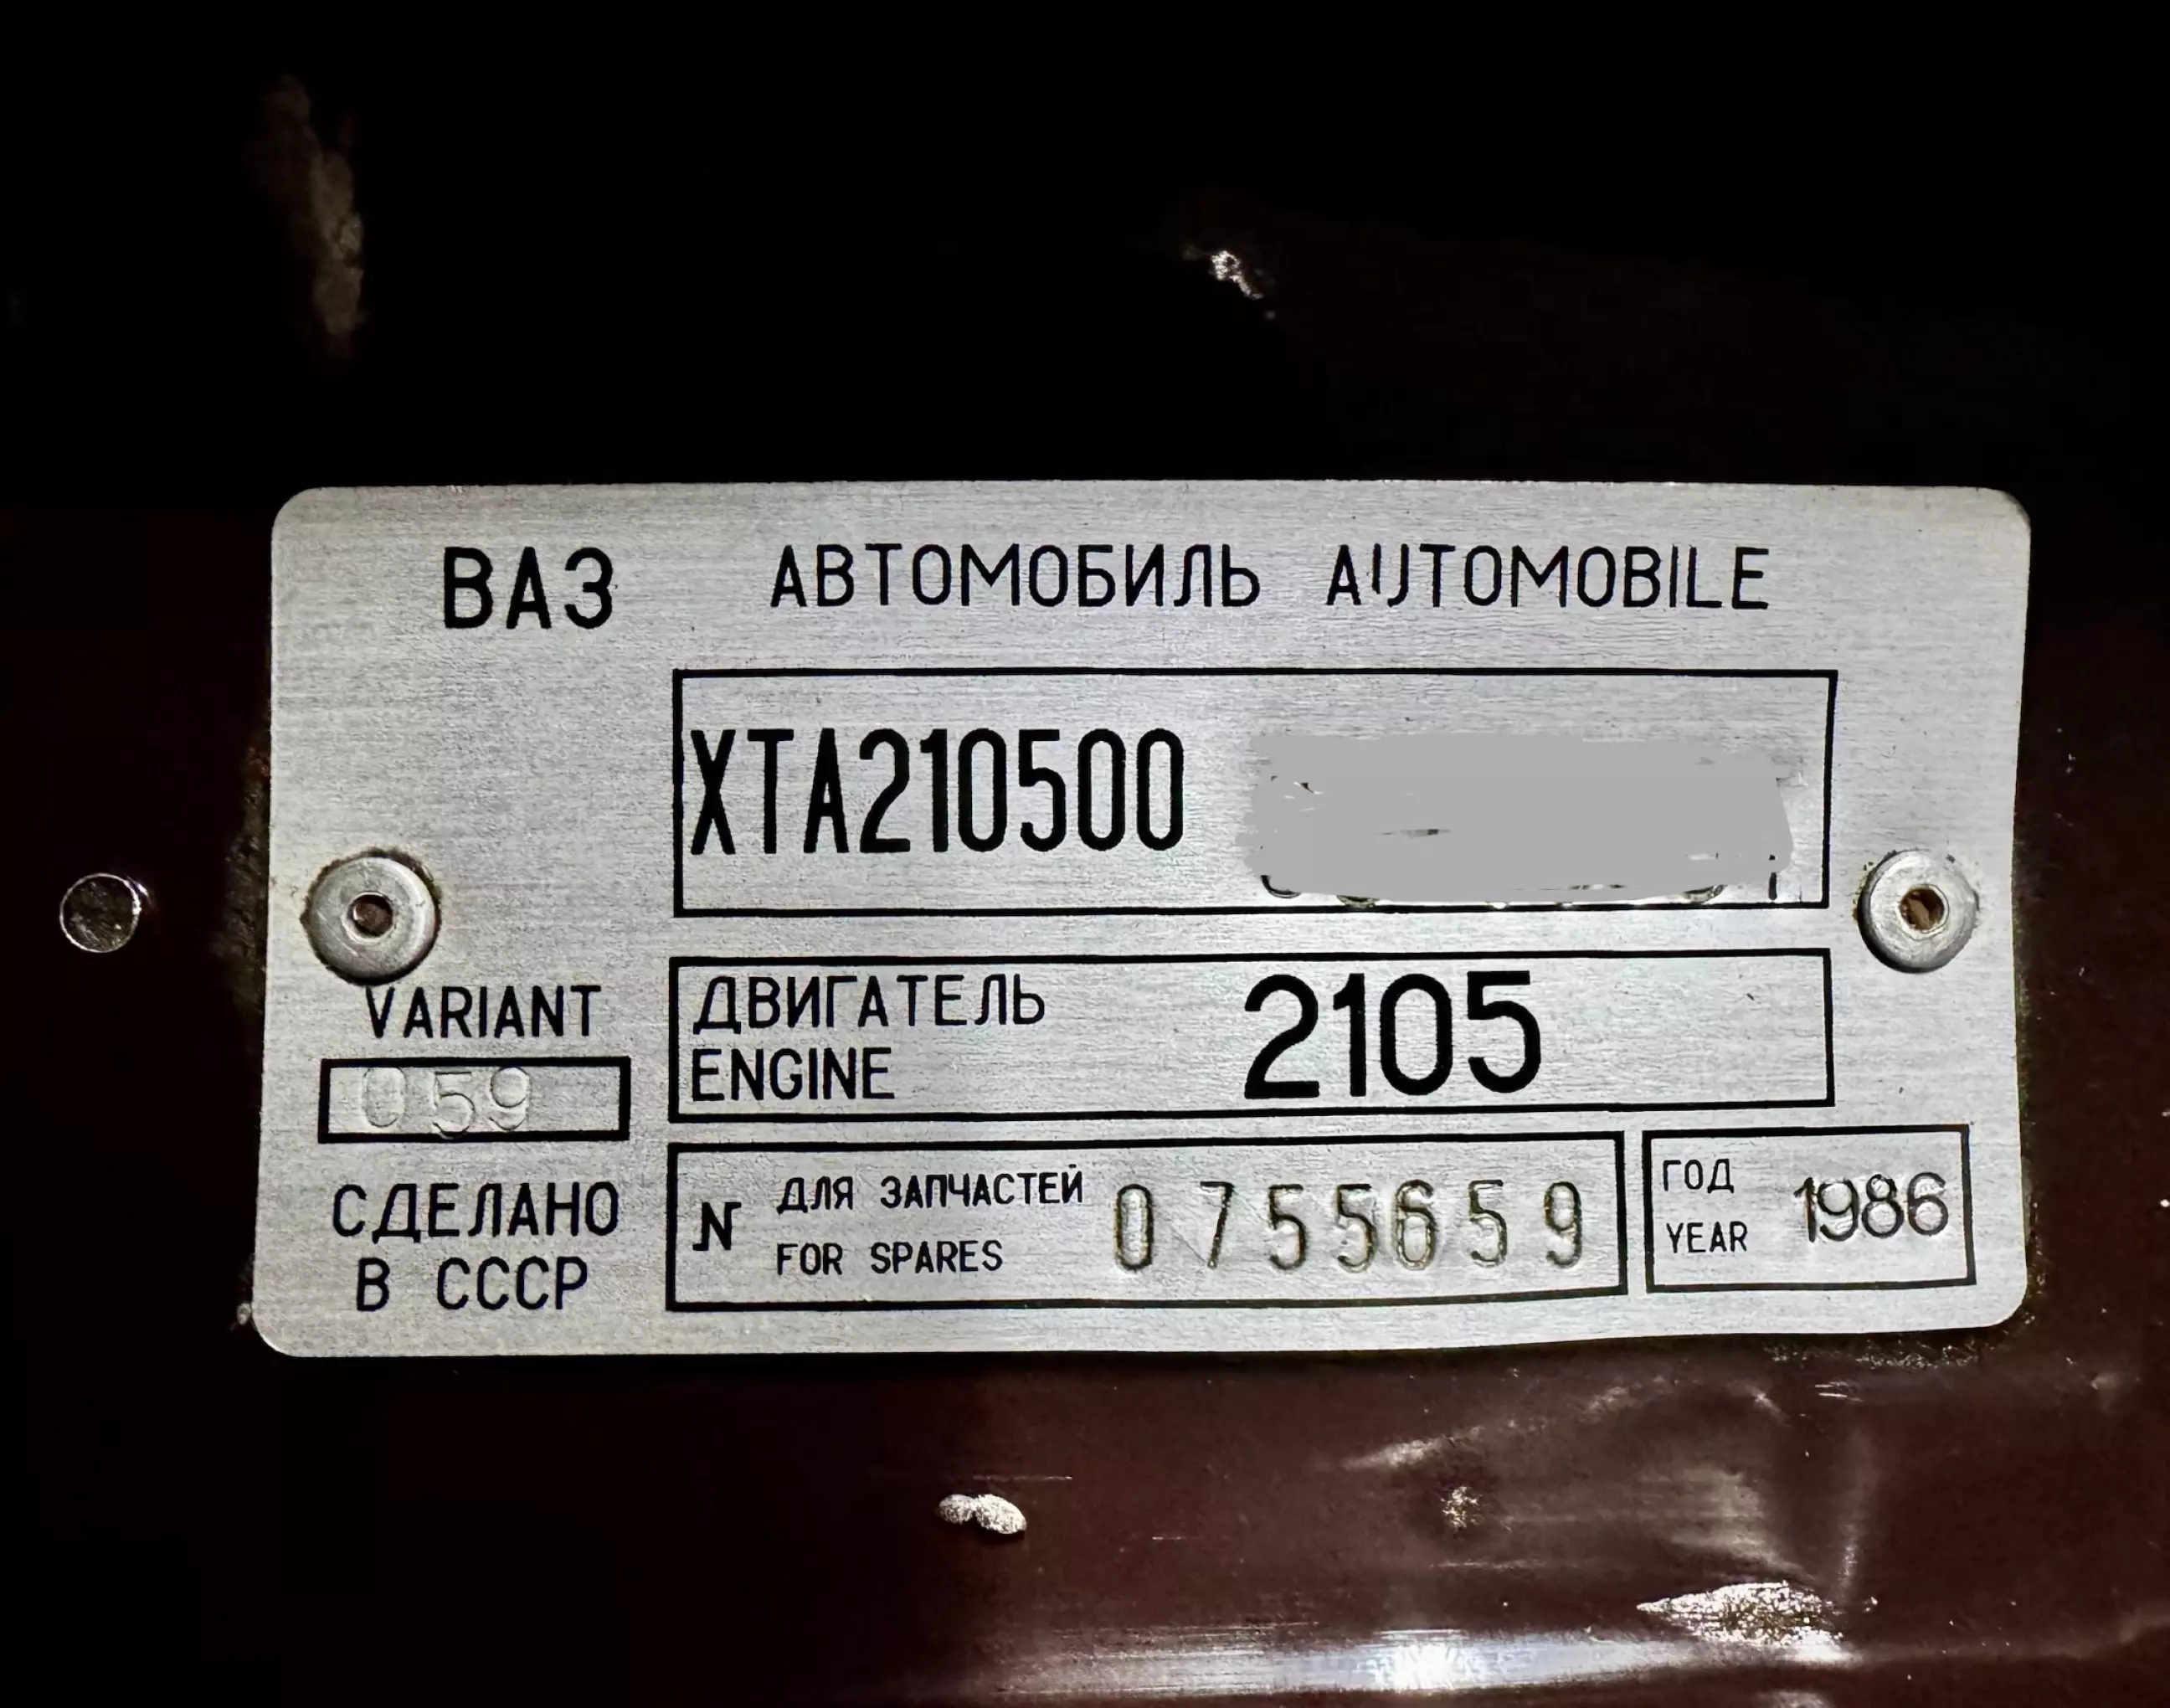 ВАЗ АВТОМОБИЛЬ AUTOMOBILE
XTA210500
VARIANT
059
ДВИГАТЕЛЬ
ENGINE
2105
СДЕЛАНО
В СССР
N ДЛЯ ЗАПЧАСТЕЙ
FOR SPARES
0755659
ГОД
YEAR
1986